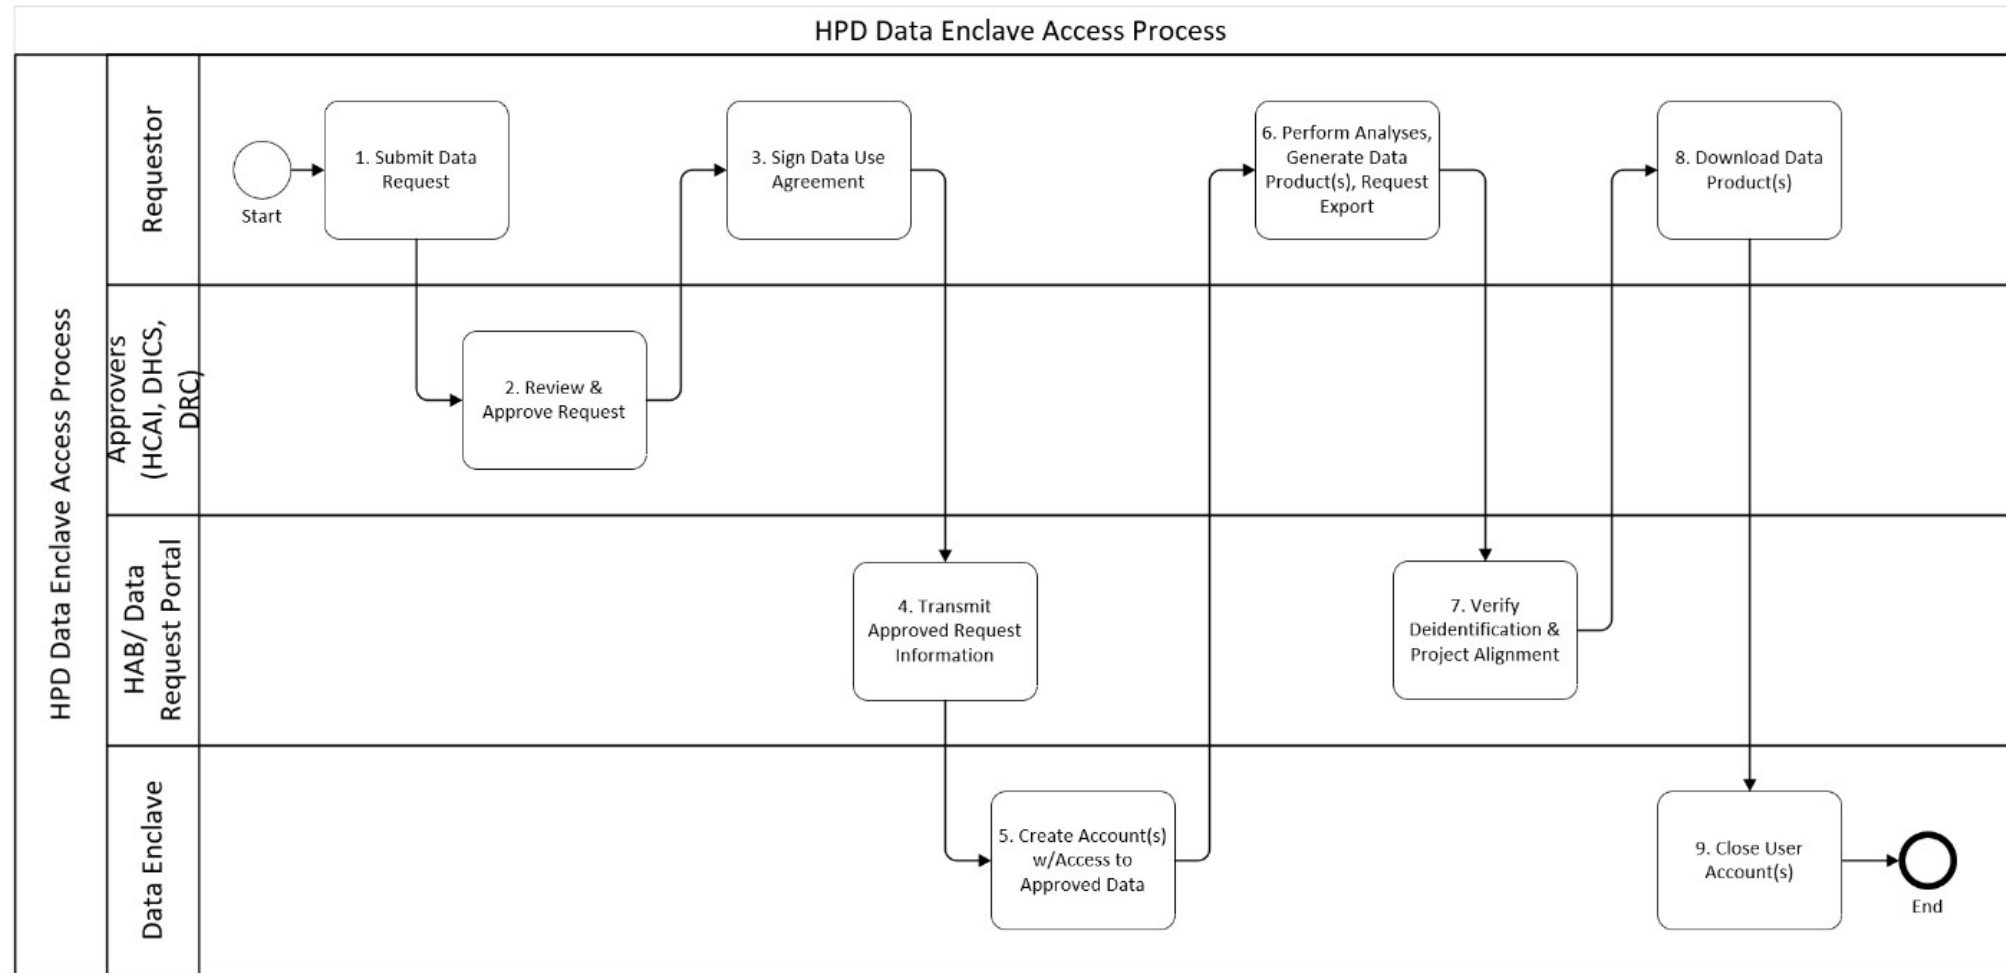 HPD Data Enclave Access Process
HPD Data Enclave Access Process
Requestor
Start
1. Submit Data
Request
3. Sign Data Use
Agreement
6. Perform Analyses,
Generate Data
Product(s), Request
Export
8. Download Data
Product(s)
Approvers
(HCAI, DHCS,
DRC)
2. Review &
Approve Request
HAB/ Data
Request Portal
4. Transmit
Approved Request
Information
7. Verify
Deidentification &
Project Alignment
Data Enclave
5. Create Account(s)
w/Access to
Approved Data
9. Close User
Account(s)
End